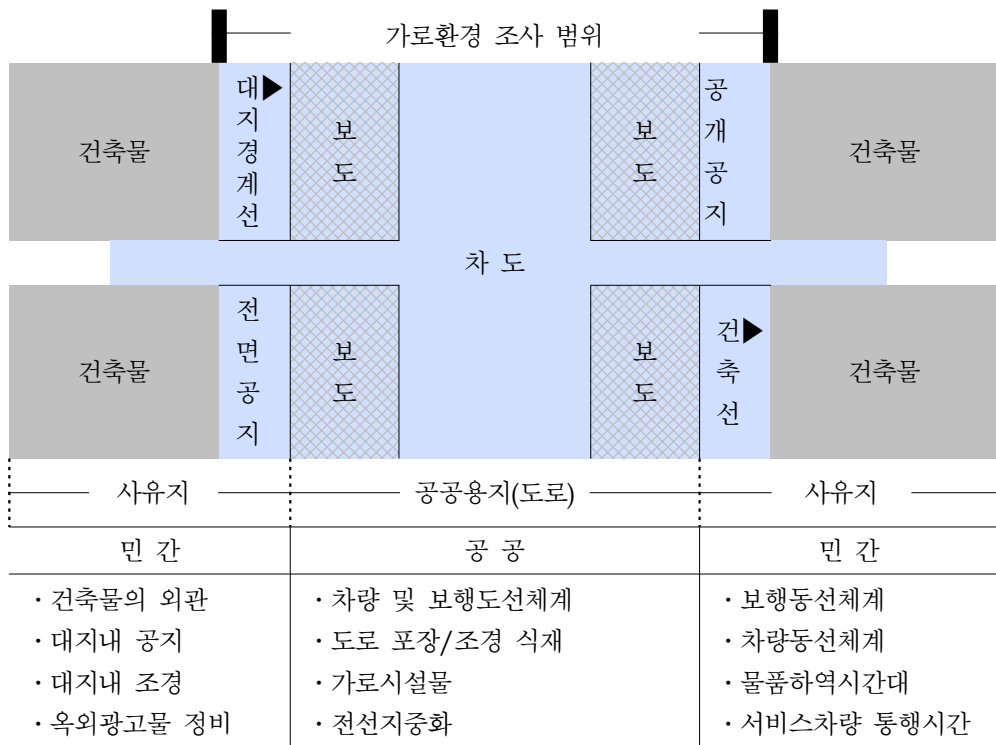 가로환경 조사 범위
건축물
대지경계선
보도
보도
공개공지
건축물
차 도
건축물
전면공지
보도
보도
건축선
건축물
사유지
공공용지(도로)
사유지
민 간
공 공
민 간
· 건축물의 외관
· 대지내 공지
· 대지내 조경
· 옥외광고물 정비
· 차량 및 보행도선체계
· 도로 포장/조경 식재
· 가로시설물
· 전선지중화
· 보행동선체계
· 차량동선체계
· 물품하역시간대
· 서비스차량 통행시간